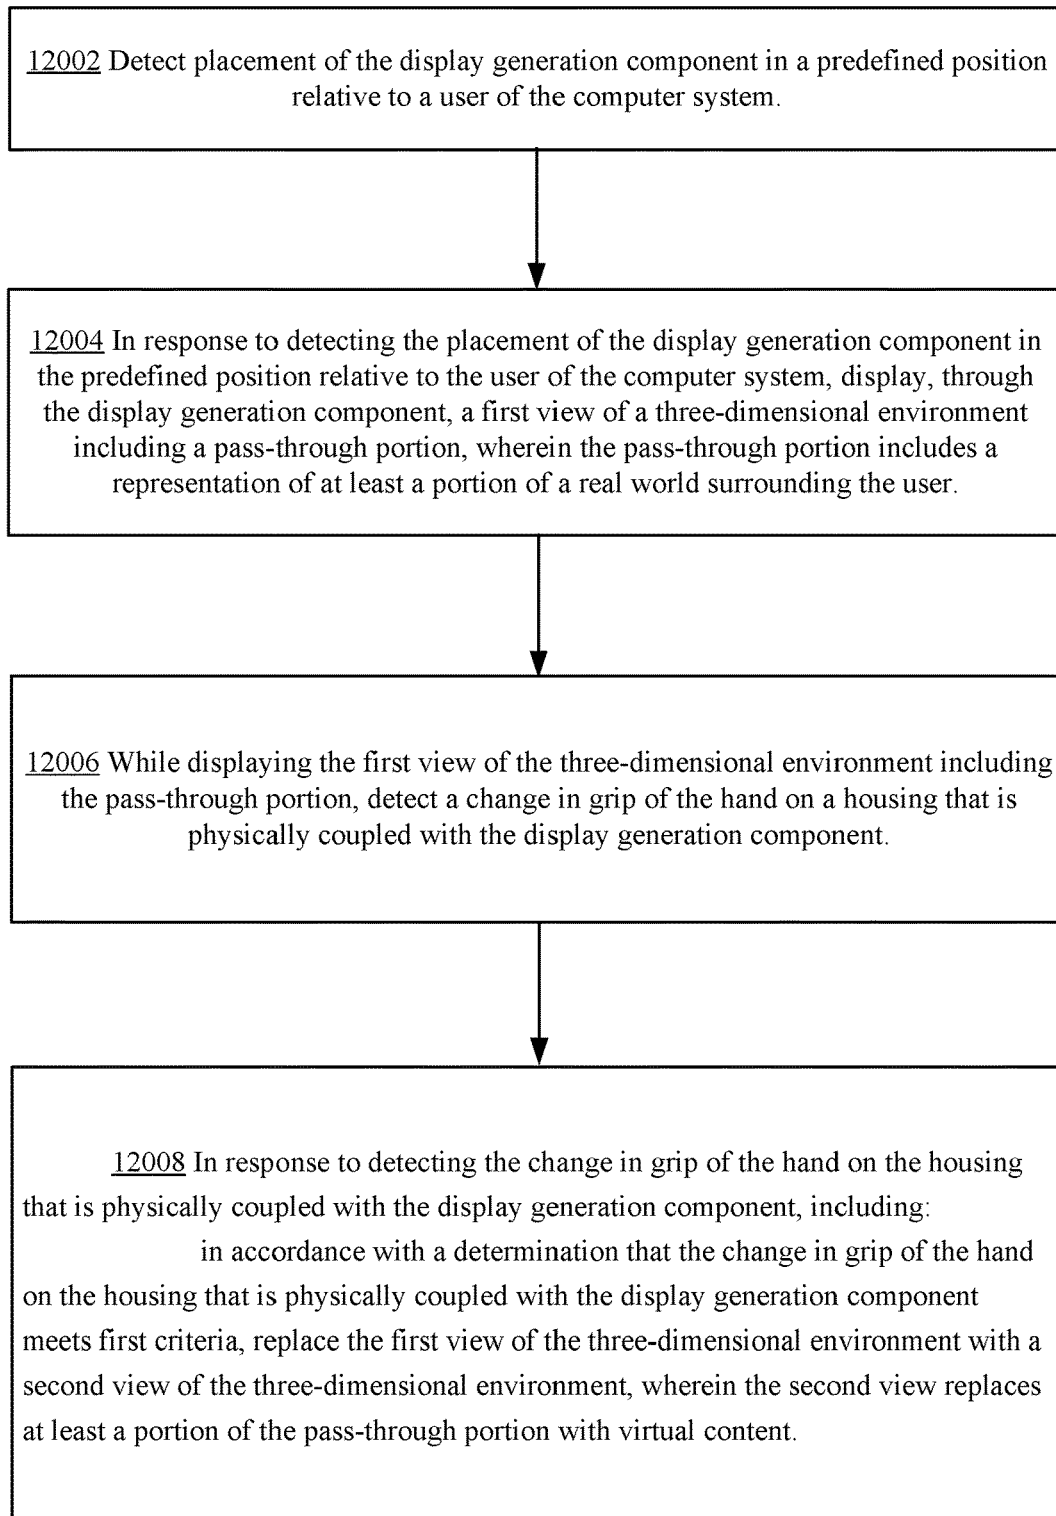 12002 Detect placement of the display generation component in a predefined position
relative to a user of the computer system.
12004 In response to detecting the placement of the display generation component in
the predefined position relative to the user of the computer system, display, through
the display generation component, a first view of a three-dimensional environment
including a pass-through portion, wherein the pass-through portion includes a
representation of at least a portion of a real world surrounding the user.
12006 While displaying the first view of the three-dimensional environment including
the pass-through portion, detect a change in grip of the hand on a housing that is
physically coupled with the display generation component.
12008 In response to detecting the change in grip of the hand on the housing
that is physically coupled with the display generation component, including:
in accordance with a determination that the change in grip of the hand
on the housing that is physically coupled with the display generation component
meets first criteria, replace the first view of the three-dimensional environment with a
second view of the three-dimensional environment, wherein the second view replaces
at least a portion of the pass-through portion with virtual content.